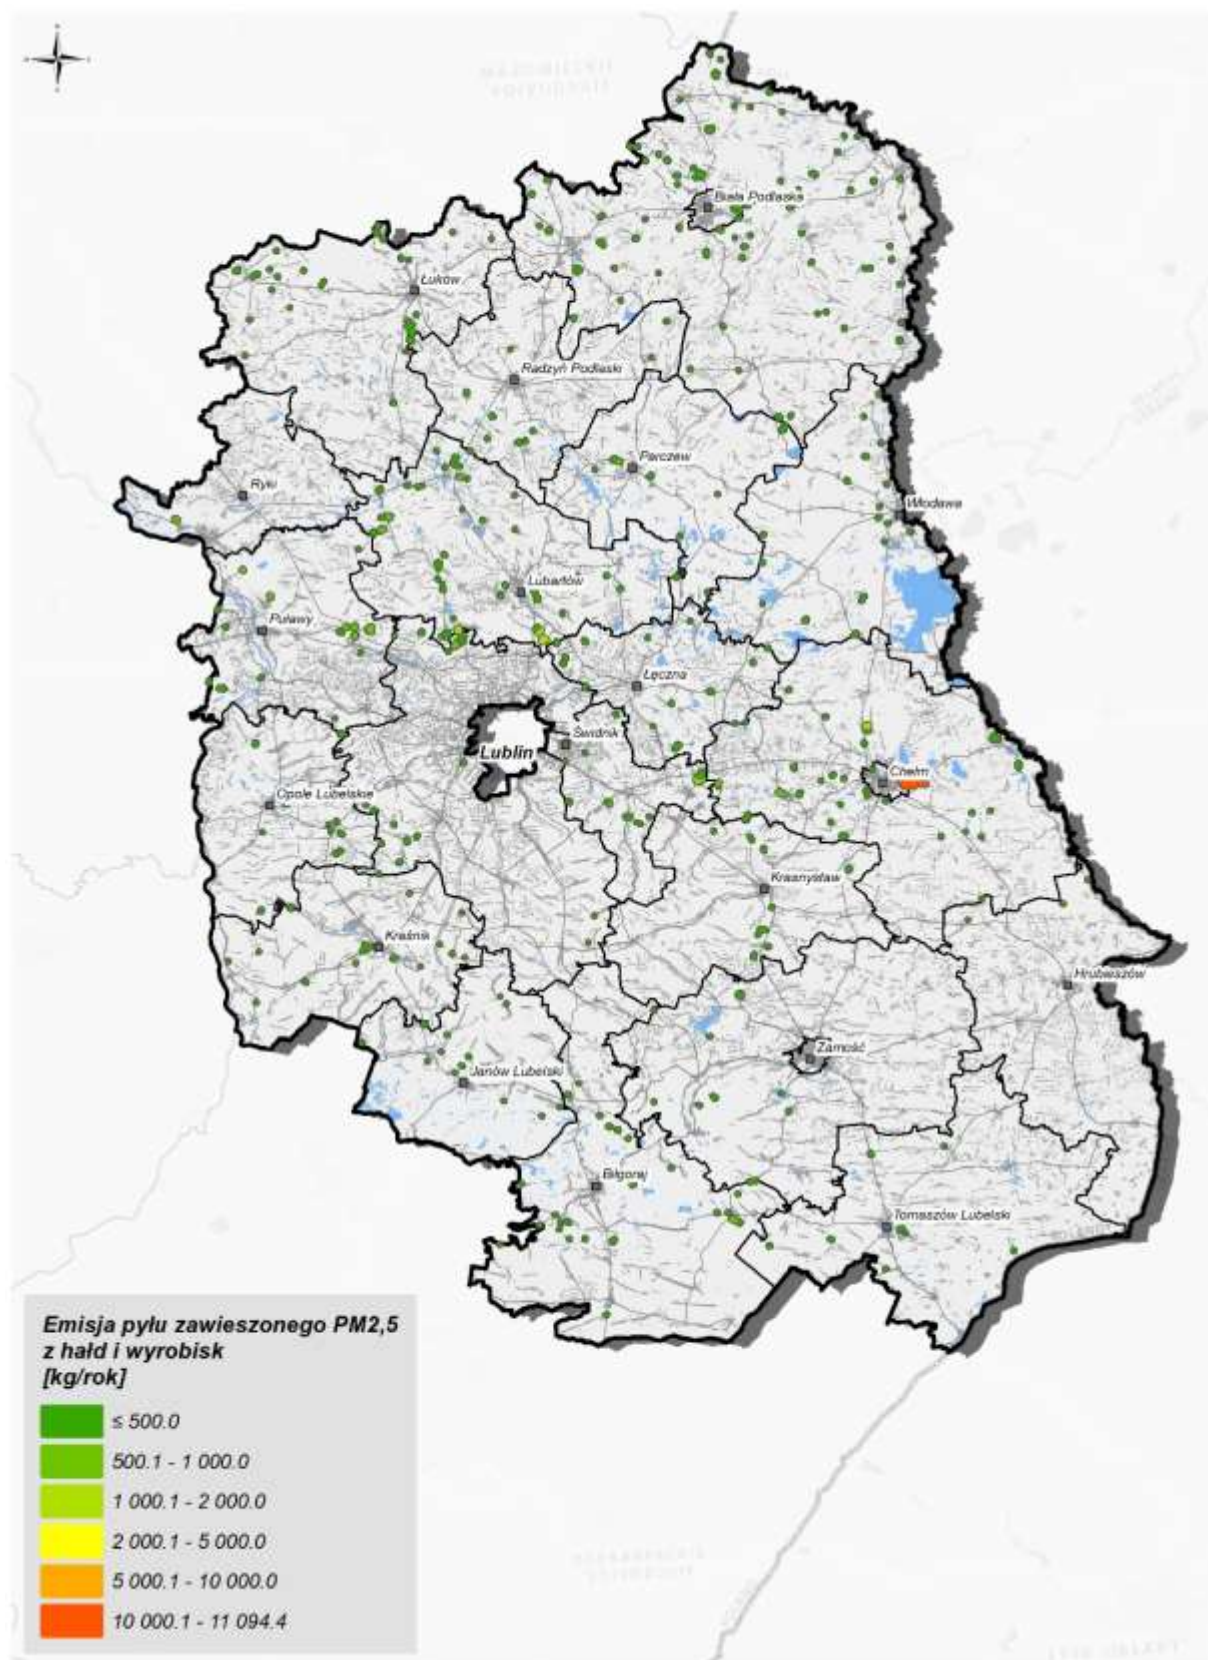 Biała Podlaska
Łuków
Radzyń Podlaski
Parczew
Ryki
Włodawa
Lubartów
Puławy
Łęczna
Świdnik
Lublin
Chełm
Opole Lubelskie
Krasnystaw
Kraśnik
Hrubieszów
Zamość
Janów Lubelski
Biłgoraj
Tomaszów Lubelski
Emisja pyłu zawieszonego PM2,5
z hałd i wyrobisk
[kg/rok]
≤ 500.0
500.1 - 1 000.0
1 000.1 - 2 000.0
2 000.1 - 5 000.0
5 000.1 - 10 000.0
10 000.1 - 11 094.4